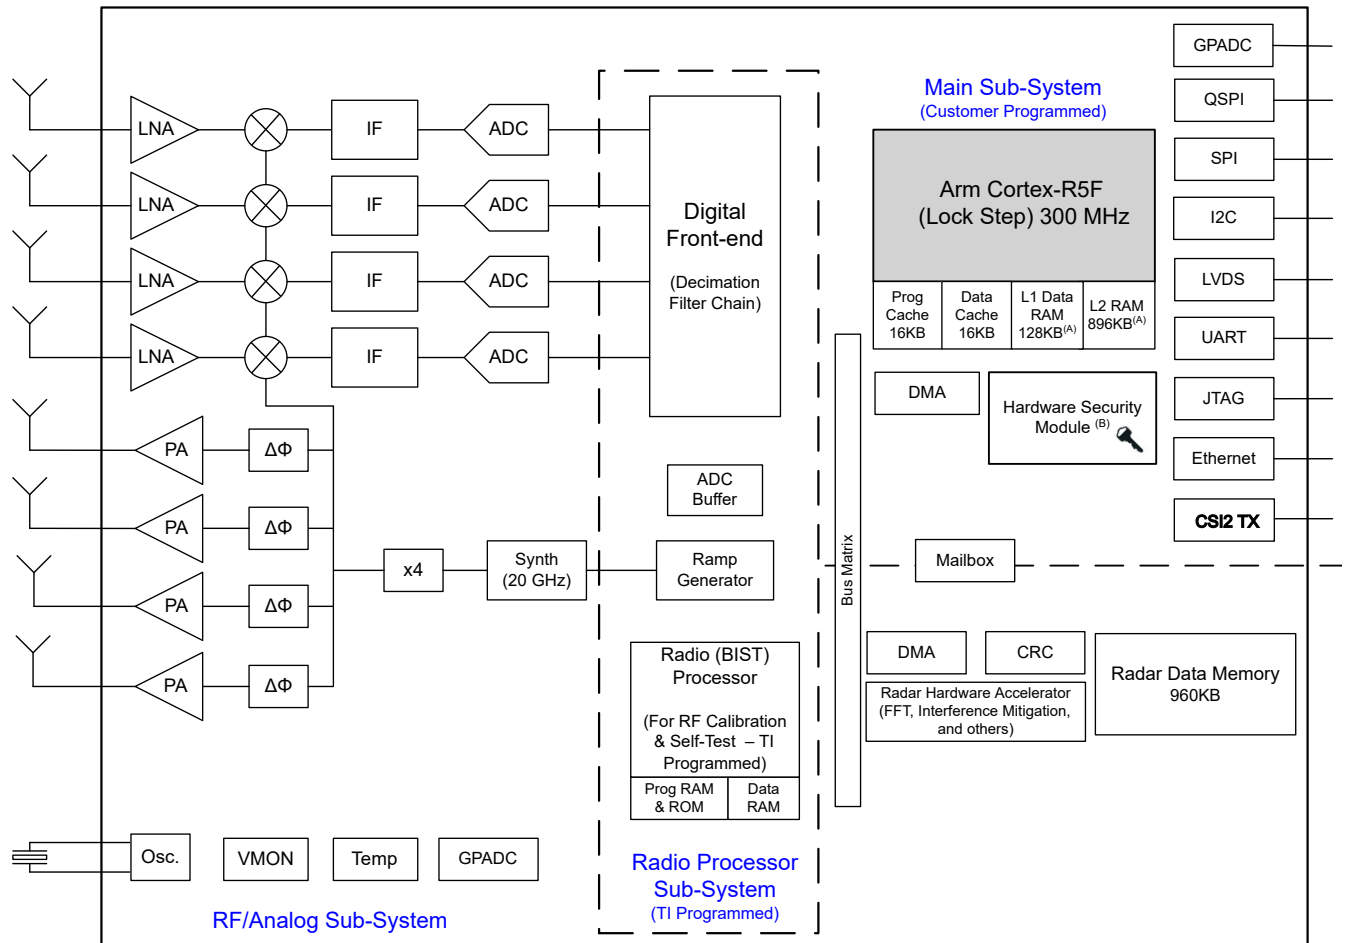 LNA
IF
ADC
LNA
IF
ADC
LNA
IF
ADC
LNA
IF
ADC
PA
ΔΦ
PA
ΔΦ
PA
ΔΦ
PA
ΔΦ
x4
Synth
(20 GHz)
Osc.
VMON
Temp
GPADC
RF/Analog Sub-System
Digital
Front-end
(Decimation
Filter Chain)
ADC
Buffer
Ramp
Generator
Radio (BIST)
Processor
(For RF Calibration
& Self-Test – TI
Programmed)
Prog RAM
& ROM
Data
RAM
Radio Processor
Sub-System
(TI Programmed)
Bus Matrix
Main Sub-System
(Customer Programmed)
Arm Cortex-R5F
(Lock Step) 300 MHz
Prog
Cache
16KB
Data
Cache
16KB
L1 Data
RAM
128KB(A)
L2 RAM
896KB(A)
DMA
Hardware Security
Module (B)
Mailbox
DMA
CRC
Radar Hardware Accelerator
(FFT, Interference Mitigation,
and others)
Radar Data Memory
960KB
GPADC
QSPI
SPI
I2C
LVDS
UART
JTAG
Ethernet
CSI2 TX